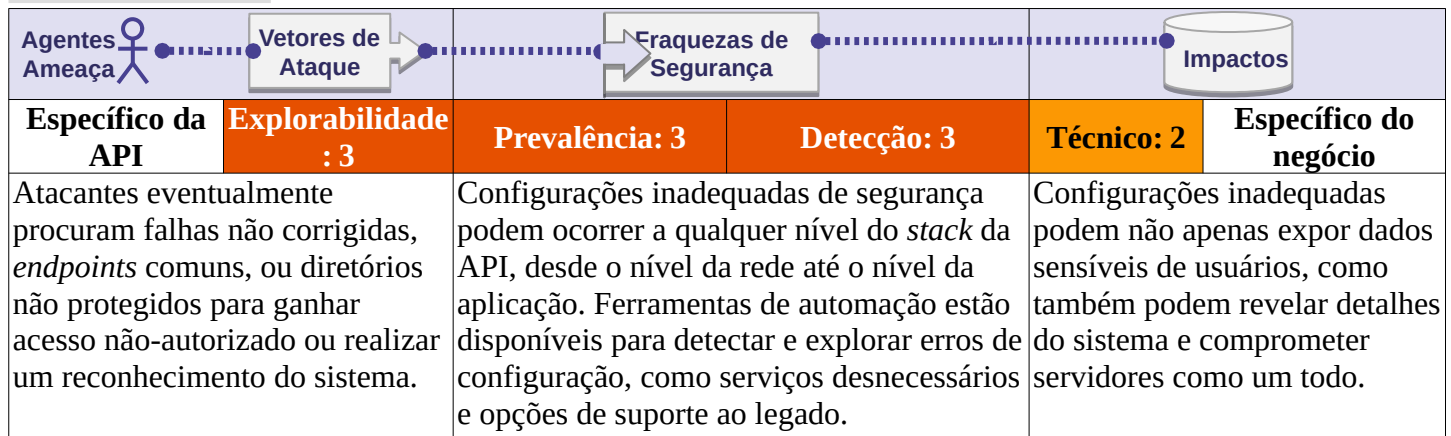 Agentes
Ameaça
Vetores de
Ataque
Fraquezas de
Segurança
Impactos
Específico da
API
Explorabilidade
: 3
Prevalência: 3
Detecção: 3
Técnico: 2
Específico do
negócio
Atacantes eventualmente
procuram falhas não corrigidas,
endpoints comuns, ou diretórios
não protegidos para ganhar
acesso não-autorizado ou realizar
um reconhecimento do sistema.
Configurações inadequadas de segurança
podem ocorrer a qualquer nível do stack da
API, desde o nível da rede até o nível da
aplicação. Ferramentas de automação estão
disponíveis para detectar e explorar erros de
configuração, como serviços desnecessários
e opções de suporte ao legado.
Configurações inadequadas
podem não apenas expor dados
sensíveis de usuários, como
também podem revelar detalhes
do sistema e comprometer
servidores como um todo.